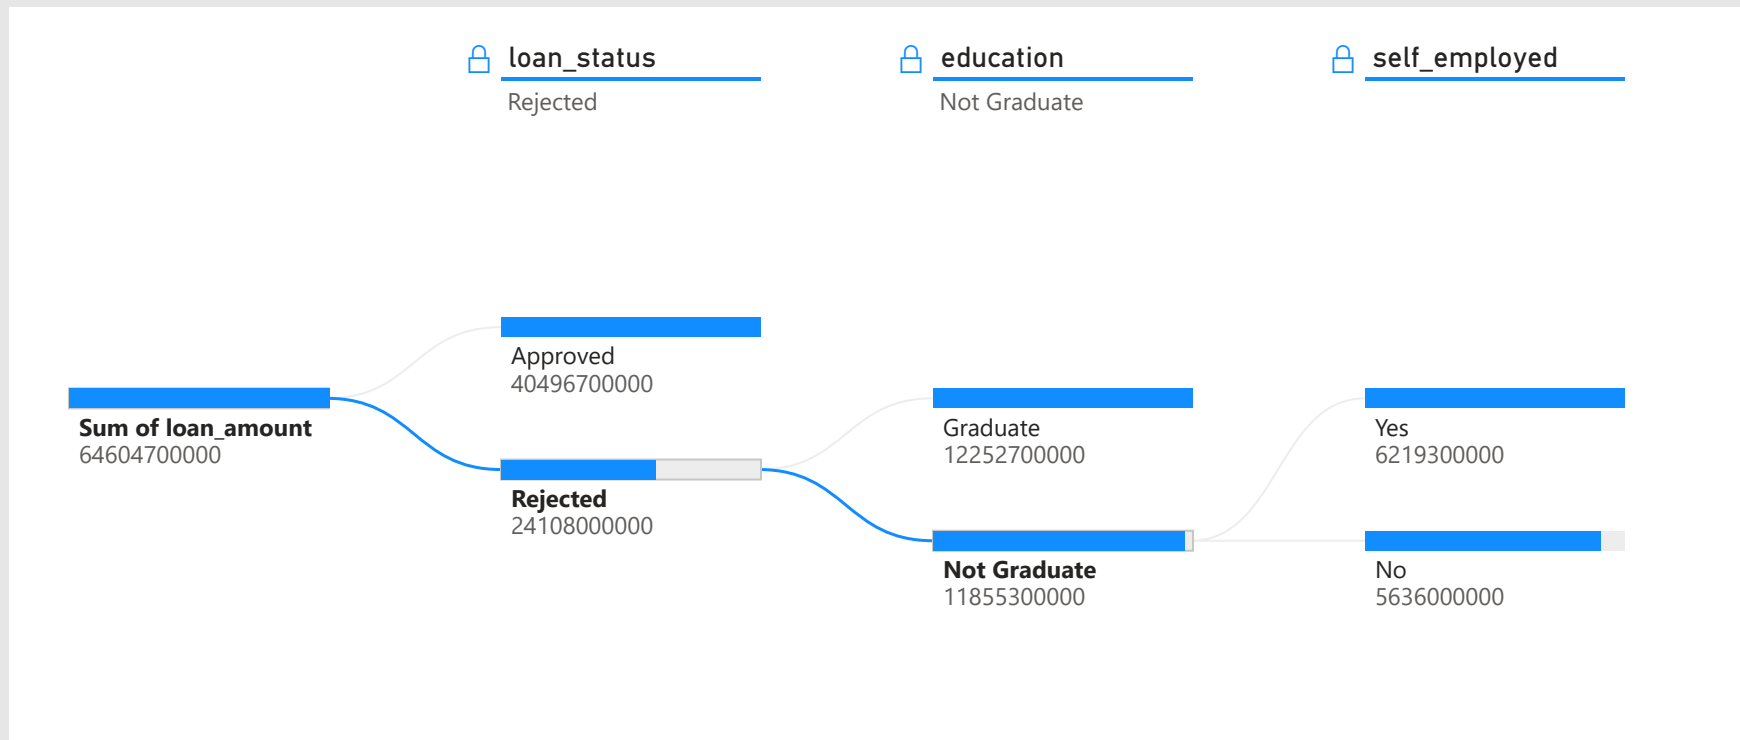 loan_status
education
self_employed
Rejected
Not Graduate
Approved
40496700000
Sum of loan_amount
64604700000
Graduate
12252700000
Yes
6219300000
Rejected
24108000000
Not Graduate
11855300000
No
5636000000